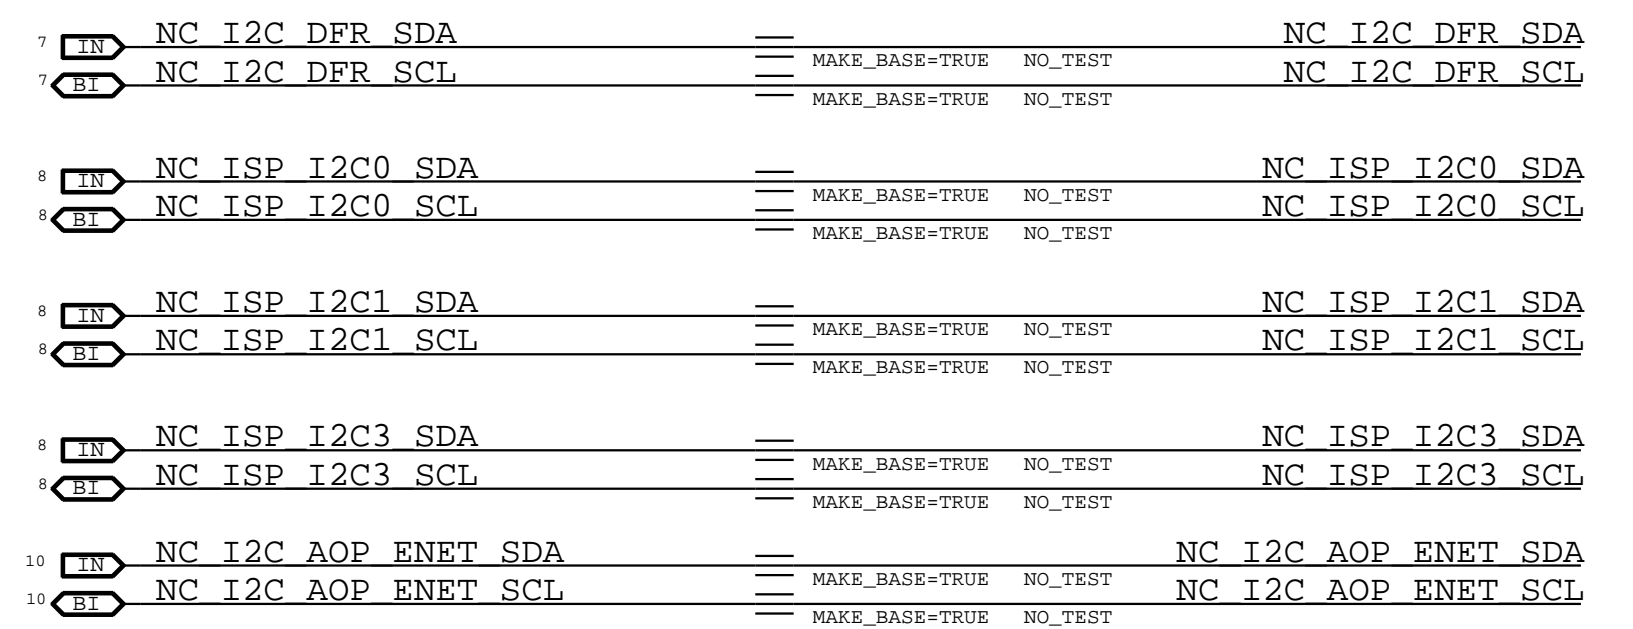 7 IN NC_I2C_DFR_SDA NC_I2C_DFR_SDA
MAKE_BASE=TRUE NO_TEST
7 BI NC_I2C_DFR_SCL NC_I2C_DFR_SCL
MAKE_BASE=TRUE NO_TEST
8 IN NC_ISP_I2C0_SDA NC_ISP_I2C0_SDA
MAKE_BASE=TRUE NO_TEST
8 BI NC_ISP_I2C0_SCL NC_ISP_I2C0_SCL
MAKE_BASE=TRUE NO_TEST
8 IN NC_ISP_I2C1_SDA NC_ISP_I2C1_SDA
MAKE_BASE=TRUE NO_TEST
8 BI NC_ISP_I2C1_SCL NC_ISP_I2C1_SCL
MAKE_BASE=TRUE NO_TEST
8 IN NC_ISP_I2C3_SDA NC_ISP_I2C3_SDA
MAKE_BASE=TRUE NO_TEST
8 BI NC_ISP_I2C3_SCL NC_ISP_I2C3_SCL
MAKE_BASE=TRUE NO_TEST
10 IN NC_I2C_AOP_ENET_SDA NC_I2C_AOP_ENET_SDA
MAKE_BASE=TRUE NO_TEST
10 BI NC_I2C_AOP_ENET_SCL NC_I2C_AOP_ENET_SCL
MAKE_BASE=TRUE NO_TEST